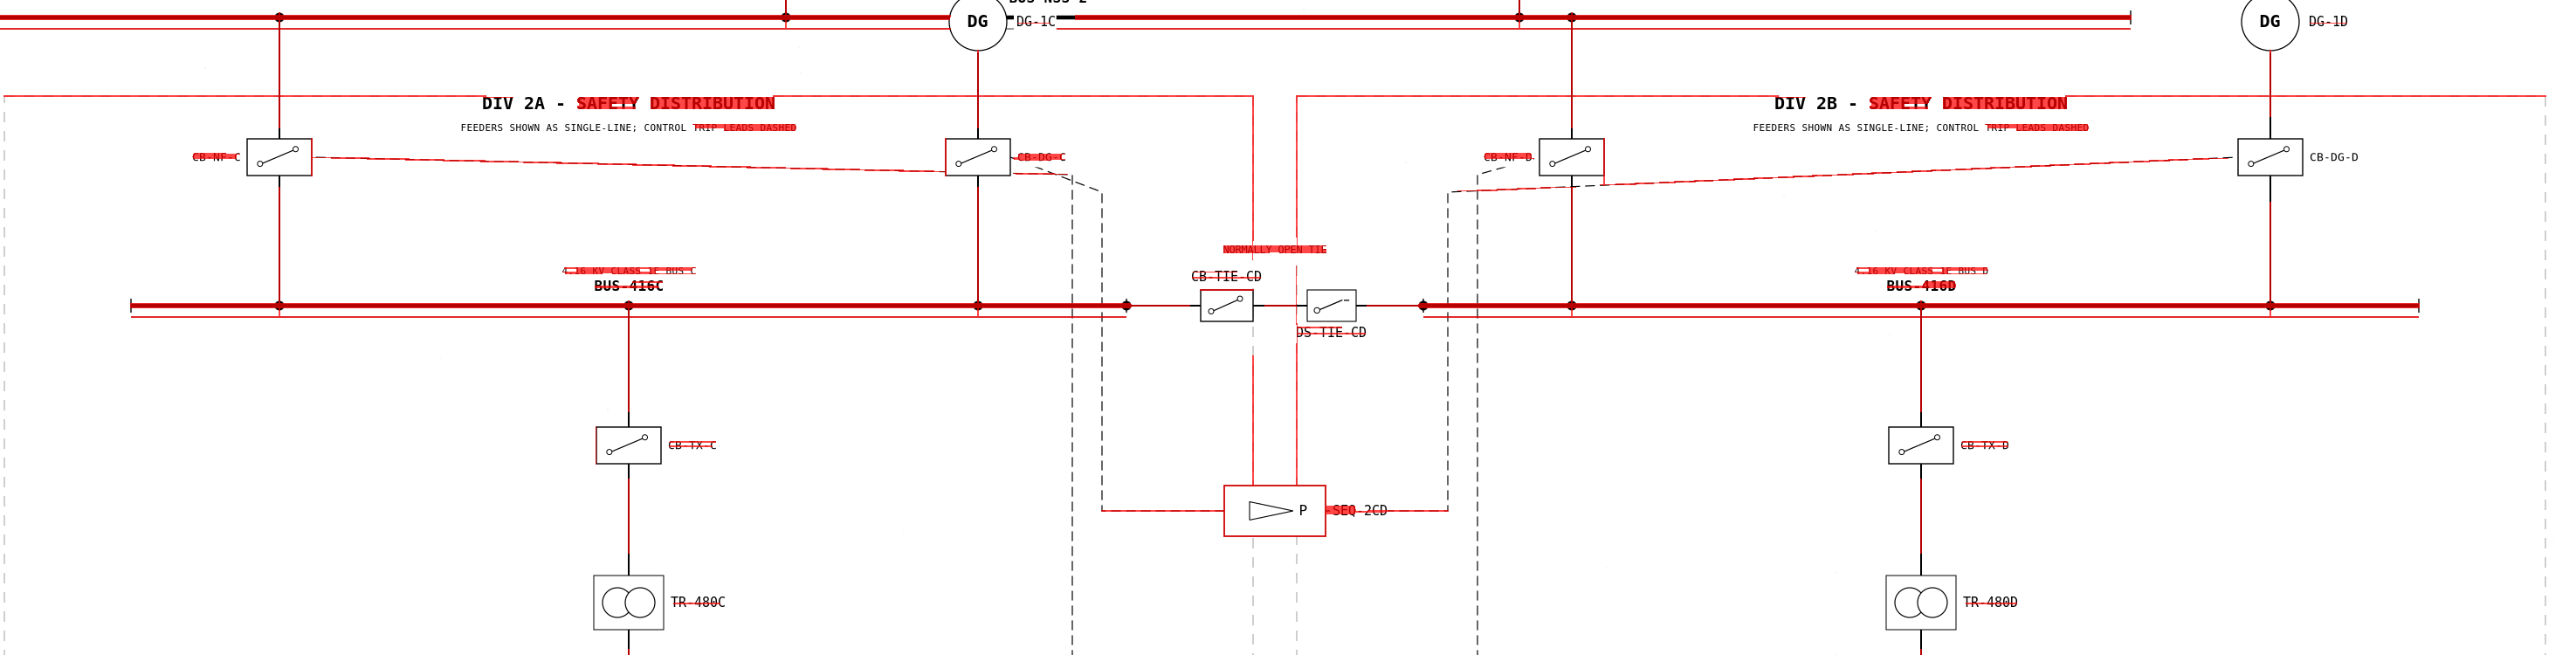 BUS-NSS-2
DG DG-1C
DG DG-1D
DIV 2A - SAFETY DISTRIBUTION
FEEDERS SHOWN AS SINGLE-LINE; CONTROL TRIP LEADS DASHED
DIV 2B - SAFETY DISTRIBUTION
FEEDERS SHOWN AS SINGLE-LINE; CONTROL TRIP LEADS DASHED
CB-NF-C
CB-DG-C
CB-NF-D
CB-DG-D
NORMALLY OPEN TIE
4.16 KV CLASS 1E BUS C
BUS-416C
CB-TIE-CD
4.16 KV CLASS 1E BUS D
BUS-416D
DS-TIE-CD
CB-TX-C
CB-TX-D
P SEQ-2CD
TR-480C
TR-480D